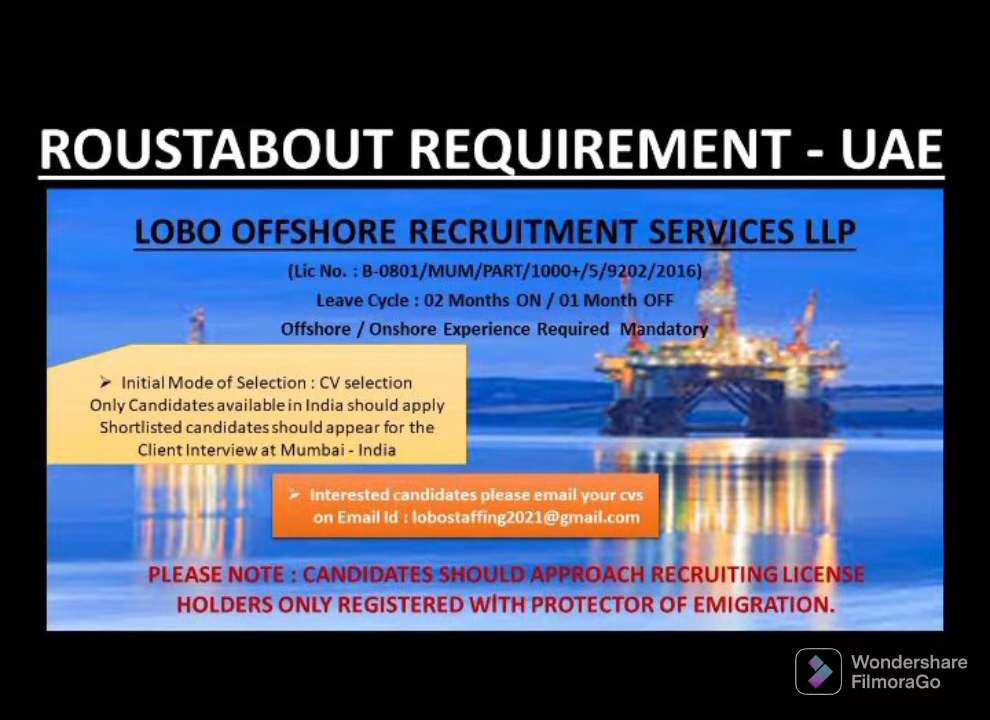 ROUSTABOUT REQUIREMENT - UAE
LOBO OFFSHORE RECRUITMENT SERVICES LLP
(Lic No. : B-0801/MUM/PART/1000+/5/9202/2016)
Leave Cycle : 02 Months ON / 01 Month OFF
Offshore / Onshore Experience Required Mandatory
➢ Initial Mode of Selection : CV selection
Only Candidates available in India should apply
Shortlisted candidates should appear for the
Client Interview at Mumbai - India
➢ Interested candidates please email your cvs
on Email Id : lobostaffing2021@gmail.com
PLEASE NOTE : CANDIDATES SHOULD APPROACH RECRUITING LICENSE
HOLDERS ONLY REGISTERED WITH PROTECTOR OF EMIGRATION.
Wondershare
FilmoraGo